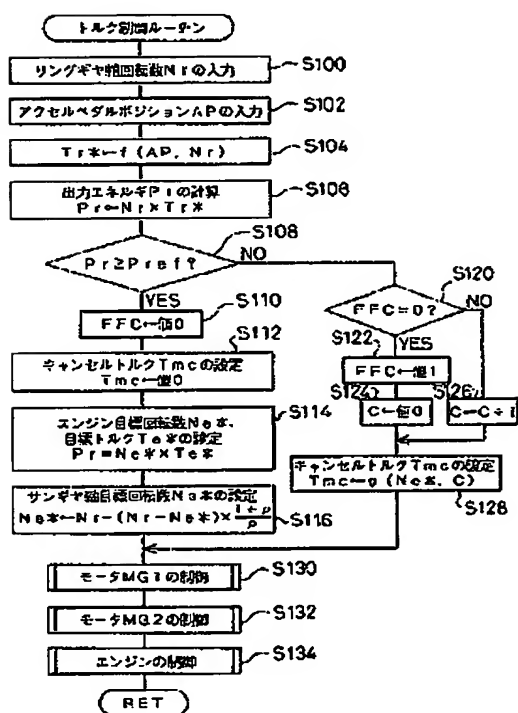 トルク制御ルーチン
リングギヤ軸回転数Nrの入力
S100
アクセルペダルポジションAPの入力
S102
Tr*←f(AP, Nr)
S104
出力エネルギPrの計算
Pr←Nr×Tr*
S106
S108
Pr≥Pref?
NO
YES
FFC←値0
S110
S112
キャンセルトルクTmcの設定
Tmc←値0
エンジン目標回転数Ne*、
目標トルクTe*の設定
Pr=Ne*×Te*
S114
サンギヤ軸目標回転数Ns*の設定
Ns*←Nr-(Nr-Ne*)×(1+ρ)/ρ
S116
S120
FFC=0?
NO
YES
S122
FFC←値1
S124
C←値0
S126
C←C+1
キャンセルトルクTmcの設定
Tmc←g(Ne*, C)
S128
モータMG1の制御
S130
モータMG2の制御
S132
エンジンの制御
S134
RET